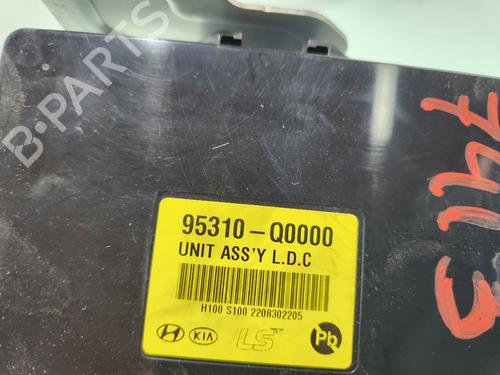 B-PARTS
95310-Q0000
UNIT ASS'Y L.D.C
H100 S100 2208302205
KIA
LS
Pb